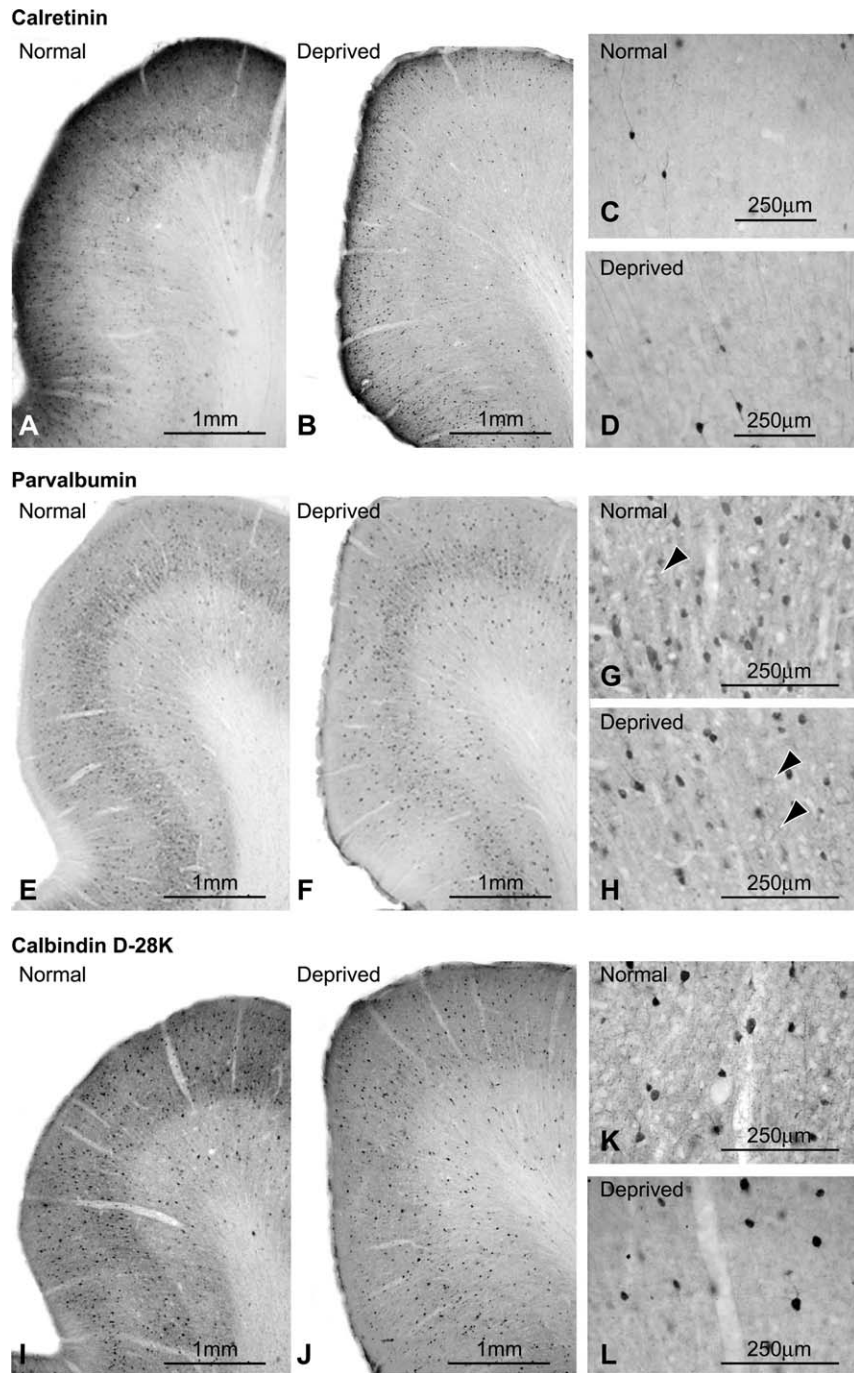 Calretinin
Normal
Deprived
Normal
250μm
C
Deprived
250μm
D
1mm
A
1mm
B
Parvalbumin
Normal
Deprived
Normal
250μm
G
Deprived
250μm
H
1mm
E
1mm
F
Calbindin D-28K
Normal
Deprived
Normal
250μm
K
Deprived
250μm
L
1mm
I
1mm
J